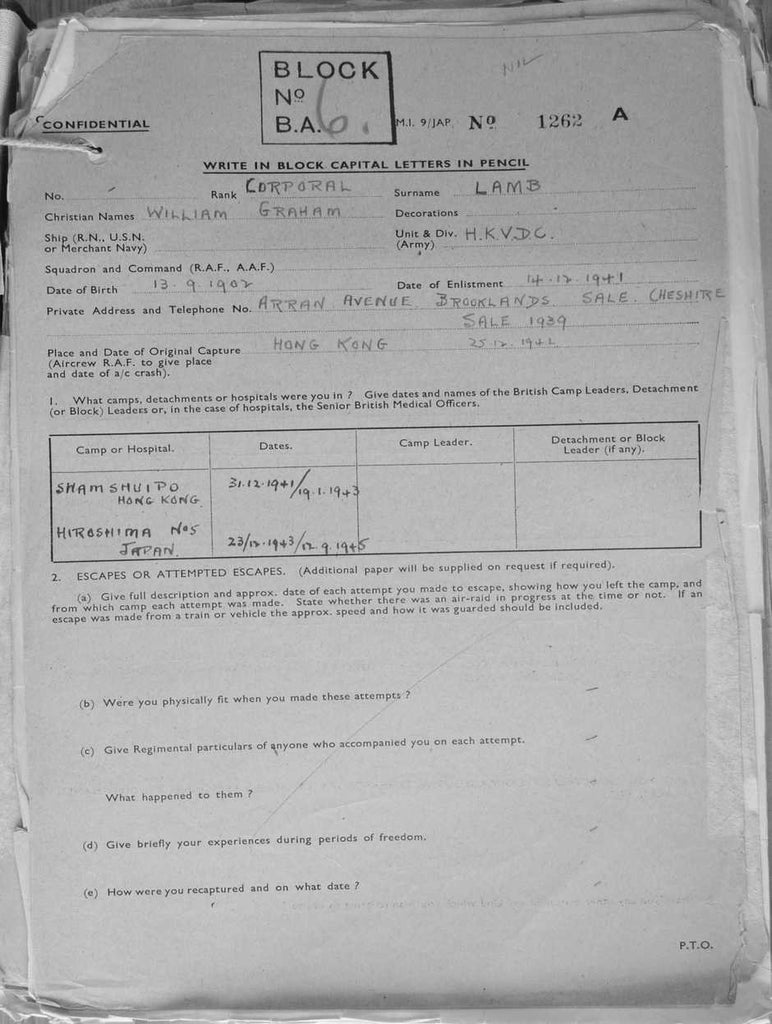 BLOCK
Nº
B.A. 6.
NIL
CONFIDENTIAL
M.I. 9/JAP. Nº 1262 A
WRITE IN BLOCK CAPITAL LETTERS IN PENCIL
No. Rank CORPORAL Surname LAMB
Christian Names WILLIAM GRAHAM Decorations
Ship (R.N., U.S.N. or Merchant Navy) Unit & Div. (Army) H.K.V.D.C.
Squadron and Command (R.A.F., A.A.F.)
Date of Birth 13.9.1902 Date of Enlistment 14.12.1941
Private Address and Telephone No. ARRAN AVENUE BROOKLANDS. SALE. CHESHIRE
SALE 1939
Place and Date of Original Capture HONG KONG 25.12.1941
(Aircrew R.A.F. to give place
and date of a/c crash).
1. What camps, detachments or hospitals were you in ? Give dates and names of the British Camp Leaders, Detachment
(or Block) Leaders or, in the case of hospitals, the Senior British Medical Officers.
Camp or Hospital. Dates. Camp Leader. Detachment or Block Leader (if any).
SHAMSHUIPO 31.12.1941/19.1.1943
HONG KONG
HIROSHIMA No5 23/12.1943/12.9.1945
JAPAN.
2. ESCAPES OR ATTEMPTED ESCAPES. (Additional paper will be supplied on request if required).
(a) Give full description and approx. date of each attempt you made to escape, showing how you left the camp, and
from which camp each attempt was made. State whether there was an air-raid in progress at the time or not. If an
escape was made from a train or vehicle the approx. speed and how it was guarded should be included.
(b) Were you physically fit when you made these attempts ?
(c) Give Regimental particulars of anyone who accompanied you on each attempt.
What happened to them ?
(d) Give briefly your experiences during periods of freedom.
(e) How were you recaptured and on what date ?
P.T.O.